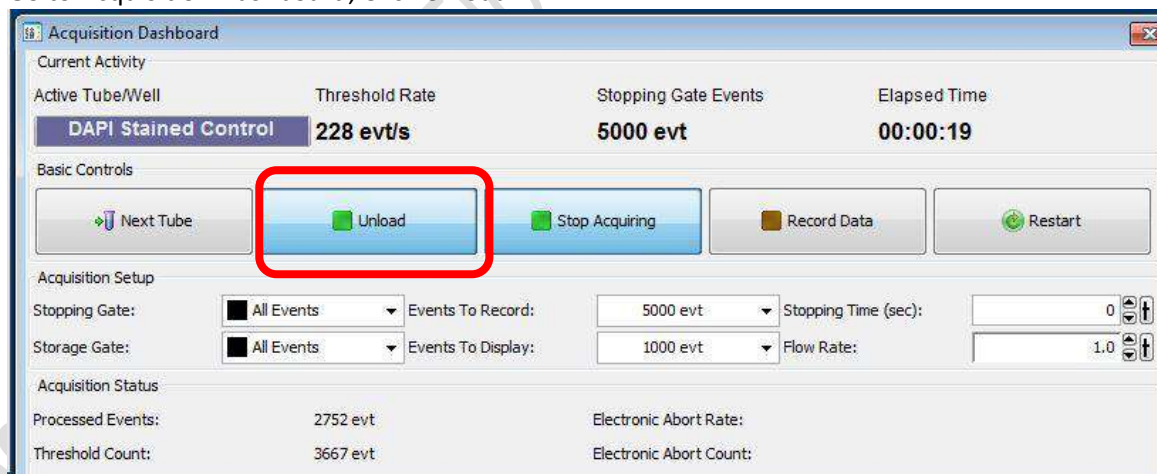 Acquisition Dashboard
Current Activity
Active Tube/Well Threshold Rate Stopping Gate Events Elapsed Time
DAPI Stained Control 228 evt/s 5000 evt 00:00:19
Basic Controls
Next Tube Unload Stop Acquiring Record Data Restart
Acquisition Setup
Stopping Gate: All Events Events To Record: 5000 evt Stopping Time (sec): 0
Storage Gate: All Events Events To Display: 1000 evt Flow Rate: 1.0
Acquisition Status
Processed Events: 2752 evt Electronic Abort Rate:
Threshold Count: 3667 evt Electronic Abort Count: